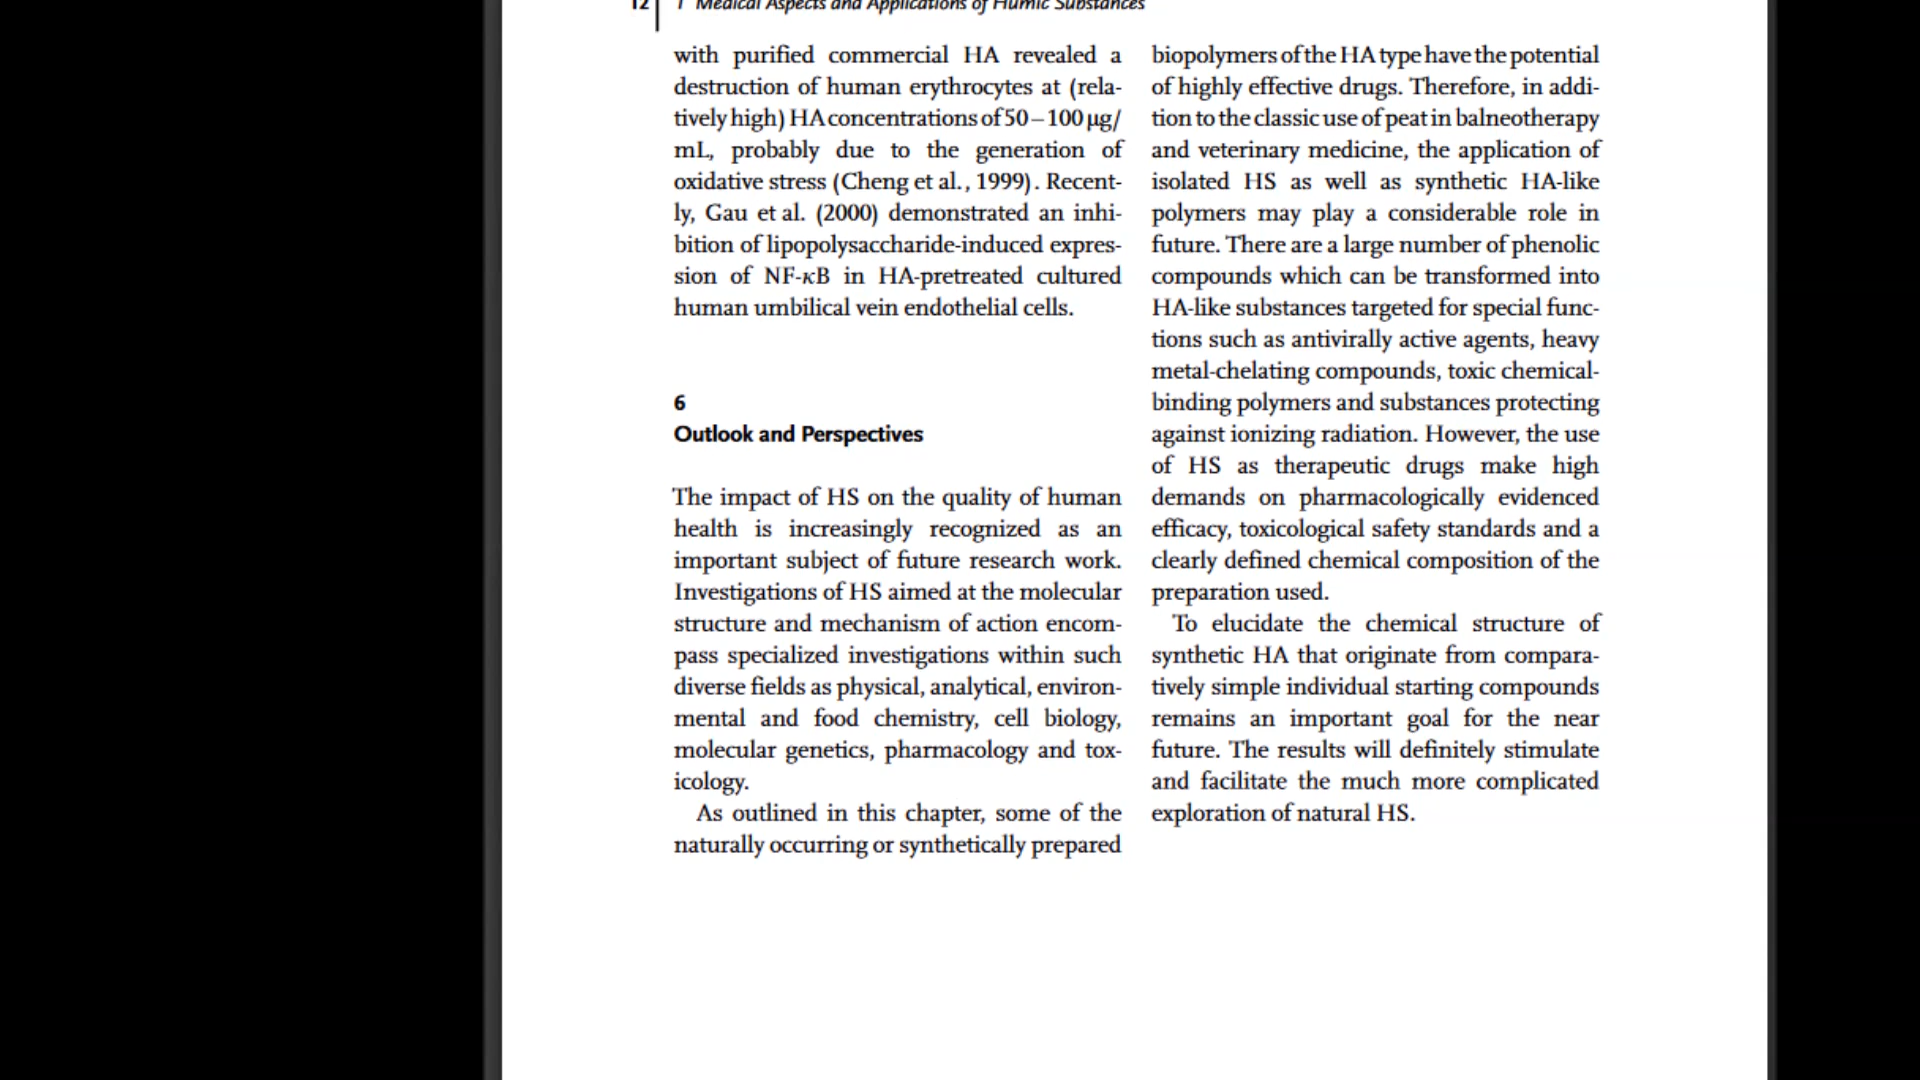 12 1 Medical Aspects and Applications of Humic Substances
with purified commercial HA revealed a
destruction of human erythrocytes at (rela-
tively high) HA concentrations of 50–100 µg/
mL, probably due to the generation of
oxidative stress (Cheng et al., 1999). Recent-
ly, Gau et al. (2000) demonstrated an inhi-
bition of lipopolysaccharide-induced expres-
sion of NF-κB in HA-pretreated cultured
human umbilical vein endothelial cells.
6
Outlook and Perspectives
The impact of HS on the quality of human
health is increasingly recognized as an
important subject of future research work.
Investigations of HS aimed at the molecular
structure and mechanism of action encom-
pass specialized investigations within such
diverse fields as physical, analytical, environ-
mental and food chemistry, cell biology,
molecular genetics, pharmacology and tox-
icology.
As outlined in this chapter, some of the
naturally occurring or synthetically prepared
biopolymers of the HA type have the potential
of highly effective drugs. Therefore, in addi-
tion to the classic use of peat in balneotherapy
and veterinary medicine, the application of
isolated HS as well as synthetic HA-like
polymers may play a considerable role in
future. There are a large number of phenolic
compounds which can be transformed into
HA-like substances targeted for special func-
tions such as antivirally active agents, heavy
metal-chelating compounds, toxic chemical-
binding polymers and substances protecting
against ionizing radiation. However, the use
of HS as therapeutic drugs make high
demands on pharmacologically evidenced
efficacy, toxicological safety standards and a
clearly defined chemical composition of the
preparation used.
To elucidate the chemical structure of
synthetic HA that originate from compara-
tively simple individual starting compounds
remains an important goal for the near
future. The results will definitely stimulate
and facilitate the much more complicated
exploration of natural HS.